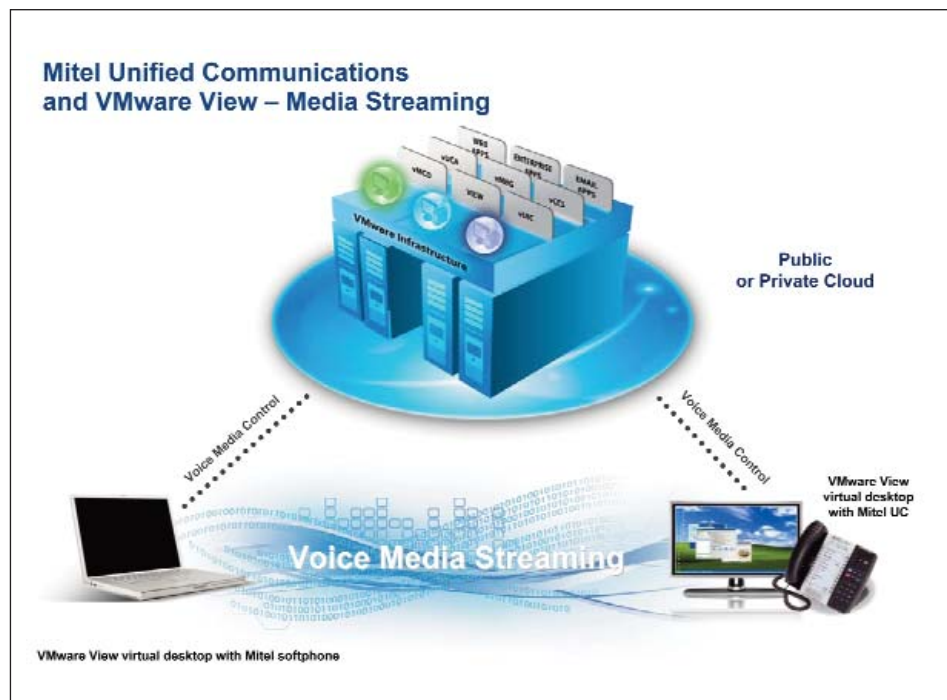 Mitel Unified Communications
and VMware View – Media Streaming
WEB
APPS
ENTERPRISE
APPS
EMAIL
APPS
vUCA
vMBG
vCCS
vMCD
VIEW
vUIC
VMware Infrastructure
Public
or Private Cloud
Voice Media Control
Voice Media Control
VMware View
virtual desktop
with Mitel UC
Voice Media Streaming
VMware View virtual desktop with Mitel softphone